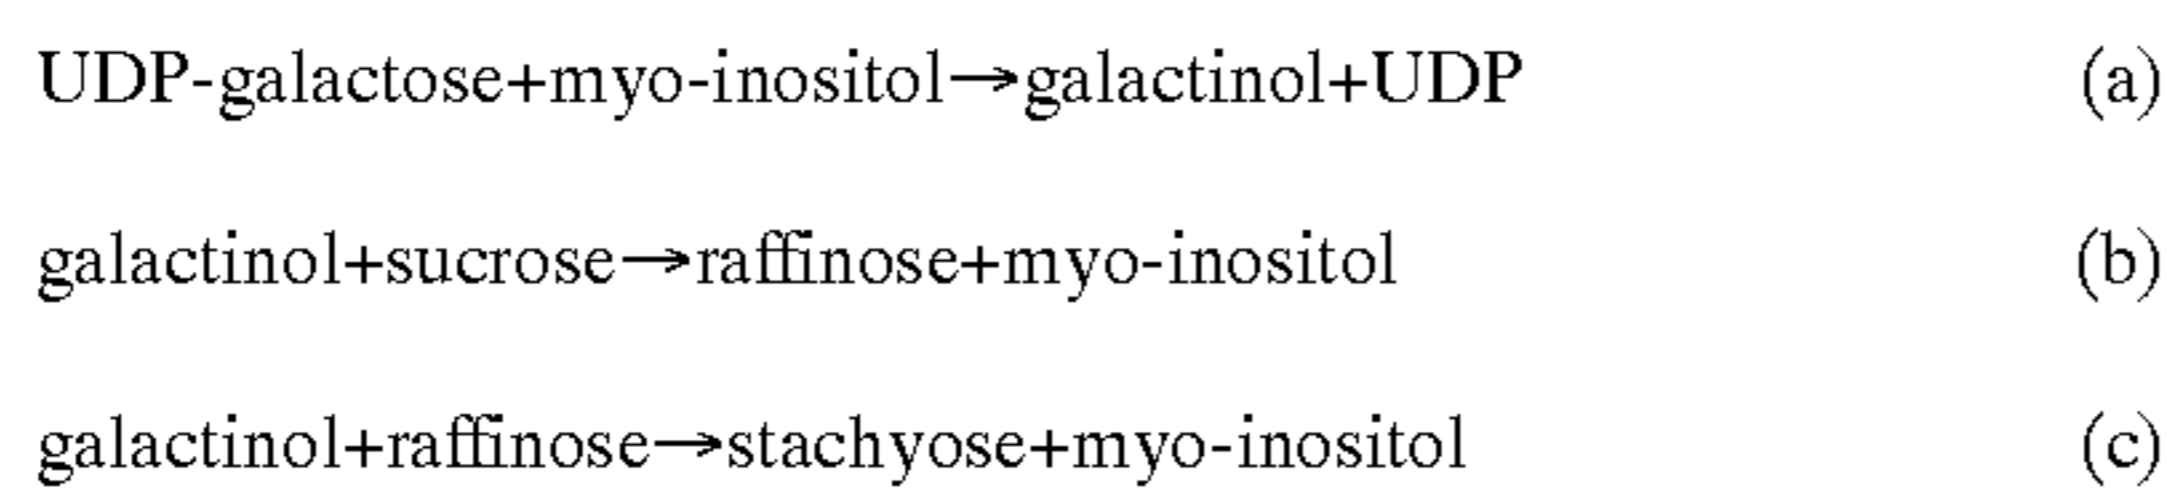 UDP-galactose+myo-inositol→galactinol+UDP (a)
galactinol+sucrose→raffinose+myo-inositol (b)
galactinol+raffinose→stachyose+myo-inositol (c)